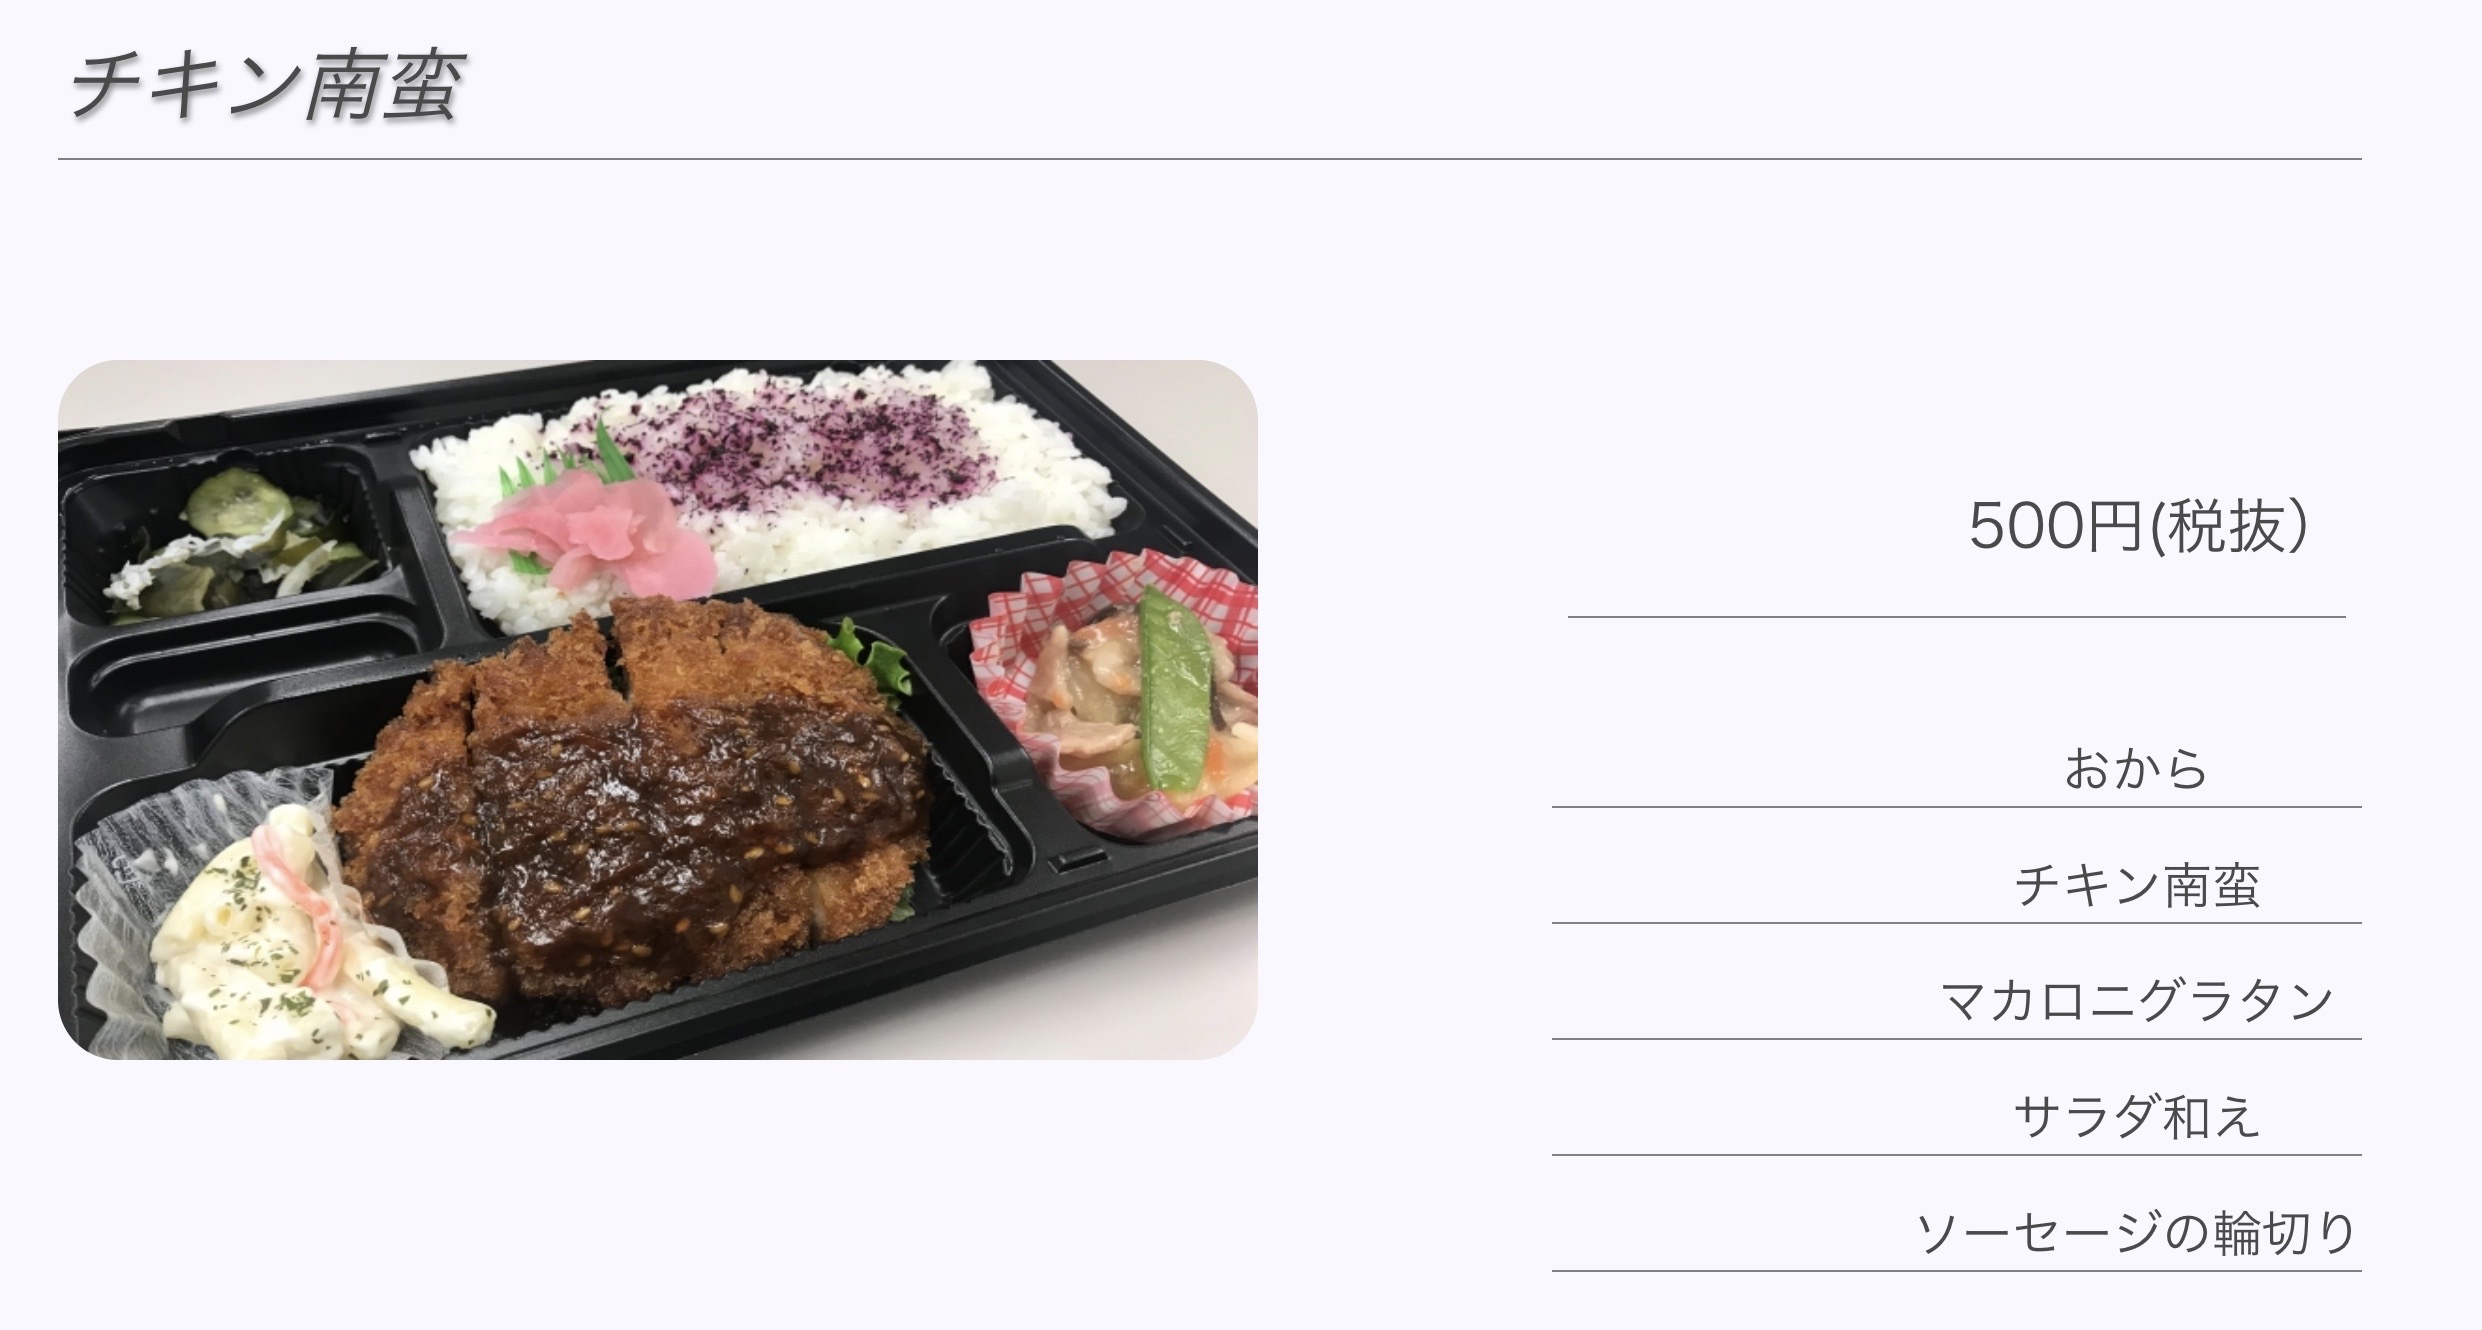 チキン南蛮
500円(税抜）
おから
チキン南蛮
マカロニグラタン
サラダ和え
ソーセージの輪切り